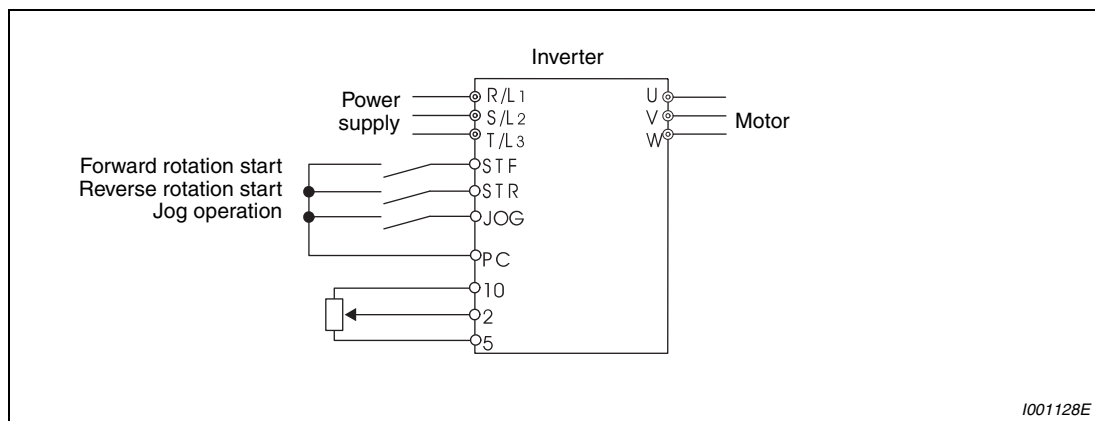 Inverter
Power
supply
R/L1
S/L2
T/L3
U
V
W
Motor
Forward rotation start
Reverse rotation start
Jog operation
STF
STR
JOG
PC
10
2
5
I001128E